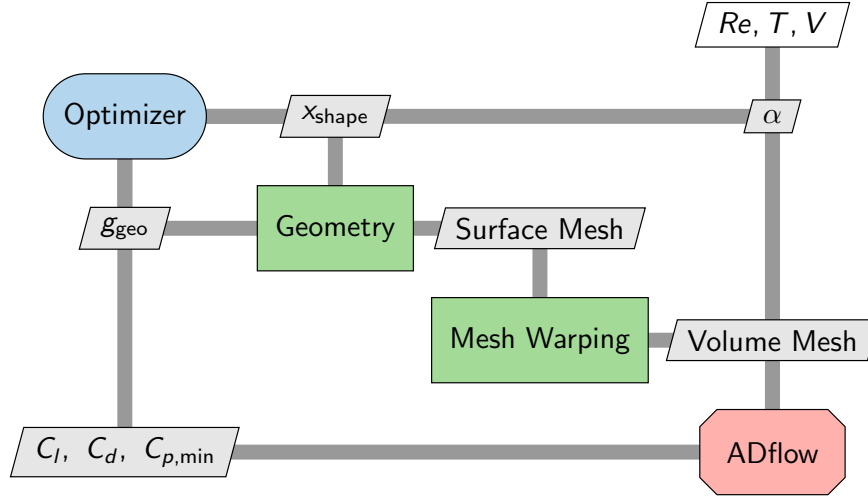 Re, T, V
Optimizer
x_shape
α
g_geo
Geometry
Surface Mesh
Mesh Warping
Volume Mesh
C_l, C_d, C_p,min
ADflow